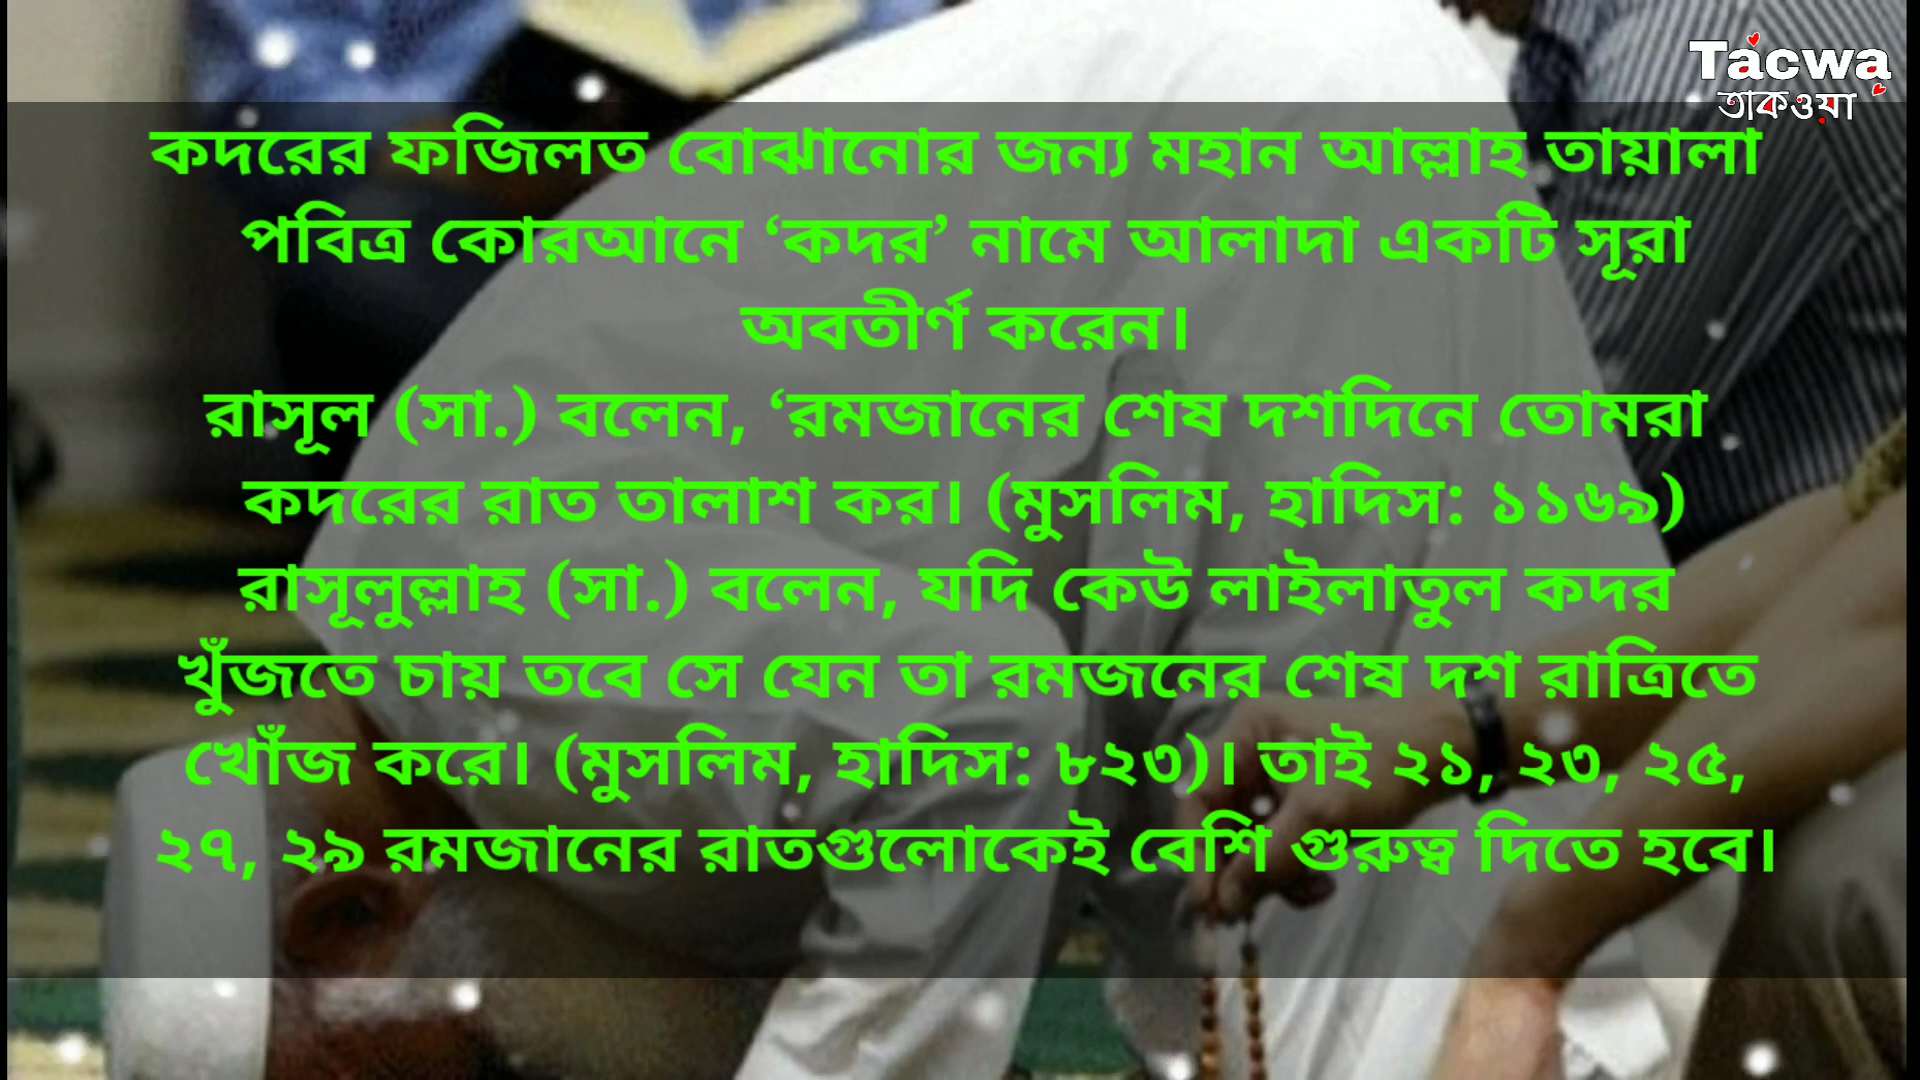 Tacwa
তাকওয়া
কদরের ফজিলত বোঝানোর জন্য মহান আল্লাহ তায়ালা
পবিত্র কোরআনে ‘কদর’ নামে আলাদা একটি সূরা
অবতীর্ণ করেন।
রাসূল (সা.) বলেন, ‘রমজানের শেষ দশদিনে তোমরা
কদরের রাত তালাশ কর। (মুসলিম, হাদিস: ১১৬৯)
রাসূলুল্লাহ (সা.) বলেন, যদি কেউ লাইলাতুল কদর
খুঁজতে চায় তবে সে যেন তা রমজনের শেষ দশ রাত্রিতে
খোঁজ করে। (মুসলিম, হাদিস: ৮২৩)। তাই ২১, ২৩, ২৫,
২৭, ২৯ রমজানের রাতগুলোকেই বেশি গুরুত্ব দিতে হবে।